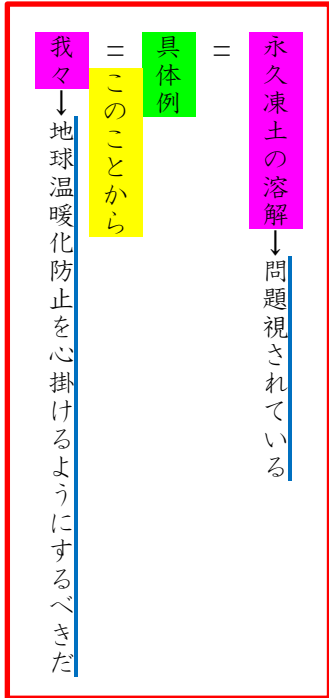 永久凍土の溶解→問題視されている
＝
具体例
＝このことから
我々→地球温暖化防止を心掛けるようにするべきだ